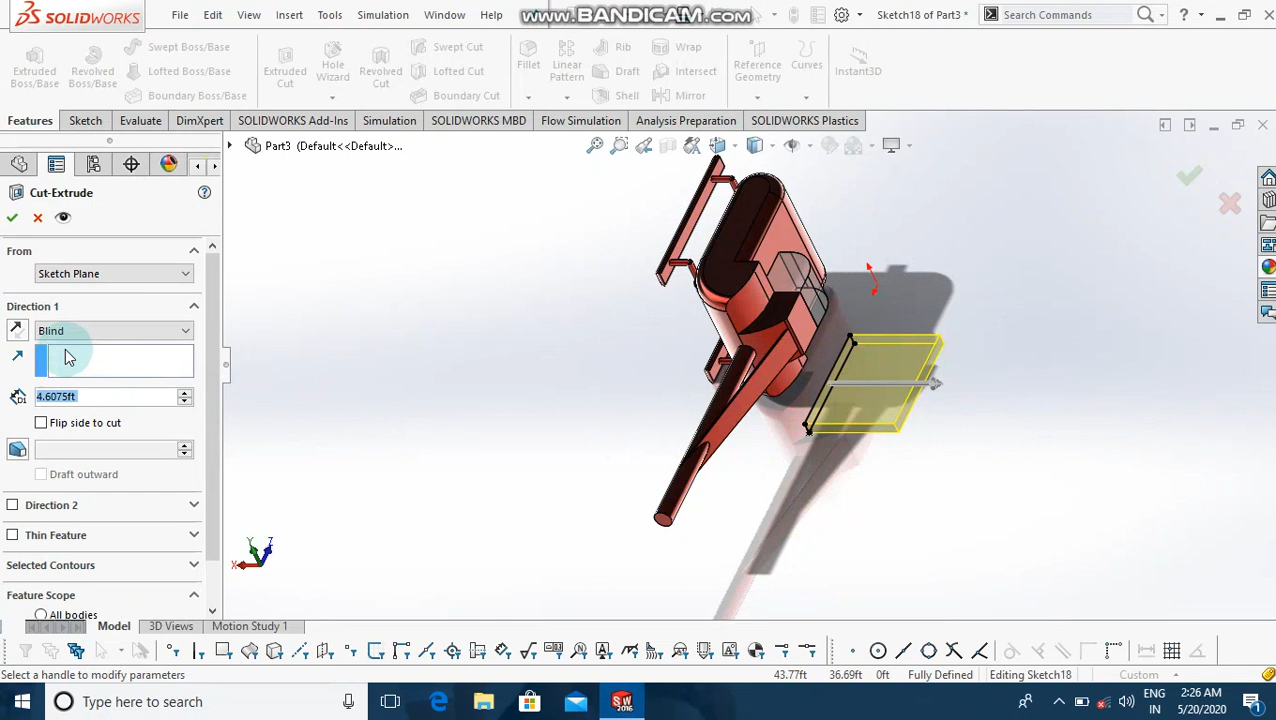 SOLIDWORKS
File Edit View Insert Tools Simulation Window Help
www.BANDICAM.com
Sketch18 of Part3 *
Search Commands
Extruded Boss/Base
Revolved Boss/Base
Swept Boss/Base
Lofted Boss/Base
Boundary Boss/Base
Extruded Cut
Hole Wizard
Revolved Cut
Swept Cut
Lofted Cut
Boundary Cut
Fillet
Linear Pattern
Rib
Draft
Shell
Wrap
Intersect
Mirror
Reference Geometry
Curves
Instant3D
Features Sketch Evaluate DimXpert SOLIDWORKS Add-Ins Simulation SOLIDWORKS MBD Flow Simulation Analysis Preparation SOLIDWORKS Plastics
Part3 (Default<<Default>...
Cut-Extrude
From
Sketch Plane
Direction 1
Blind
4.6075ft
Flip side to cut
Draft outward
Direction 2
Thin Feature
Selected Contours
Feature Scope
All bodies
Y Z
X
Model 3D Views Motion Study 1
Select a handle to modify parameters
43.77ft 36.69ft 0ft Fully Defined Editing Sketch18 Custom
Type here to search
SW
2016
ENG
IN
2:26 AM
5/20/2020
1